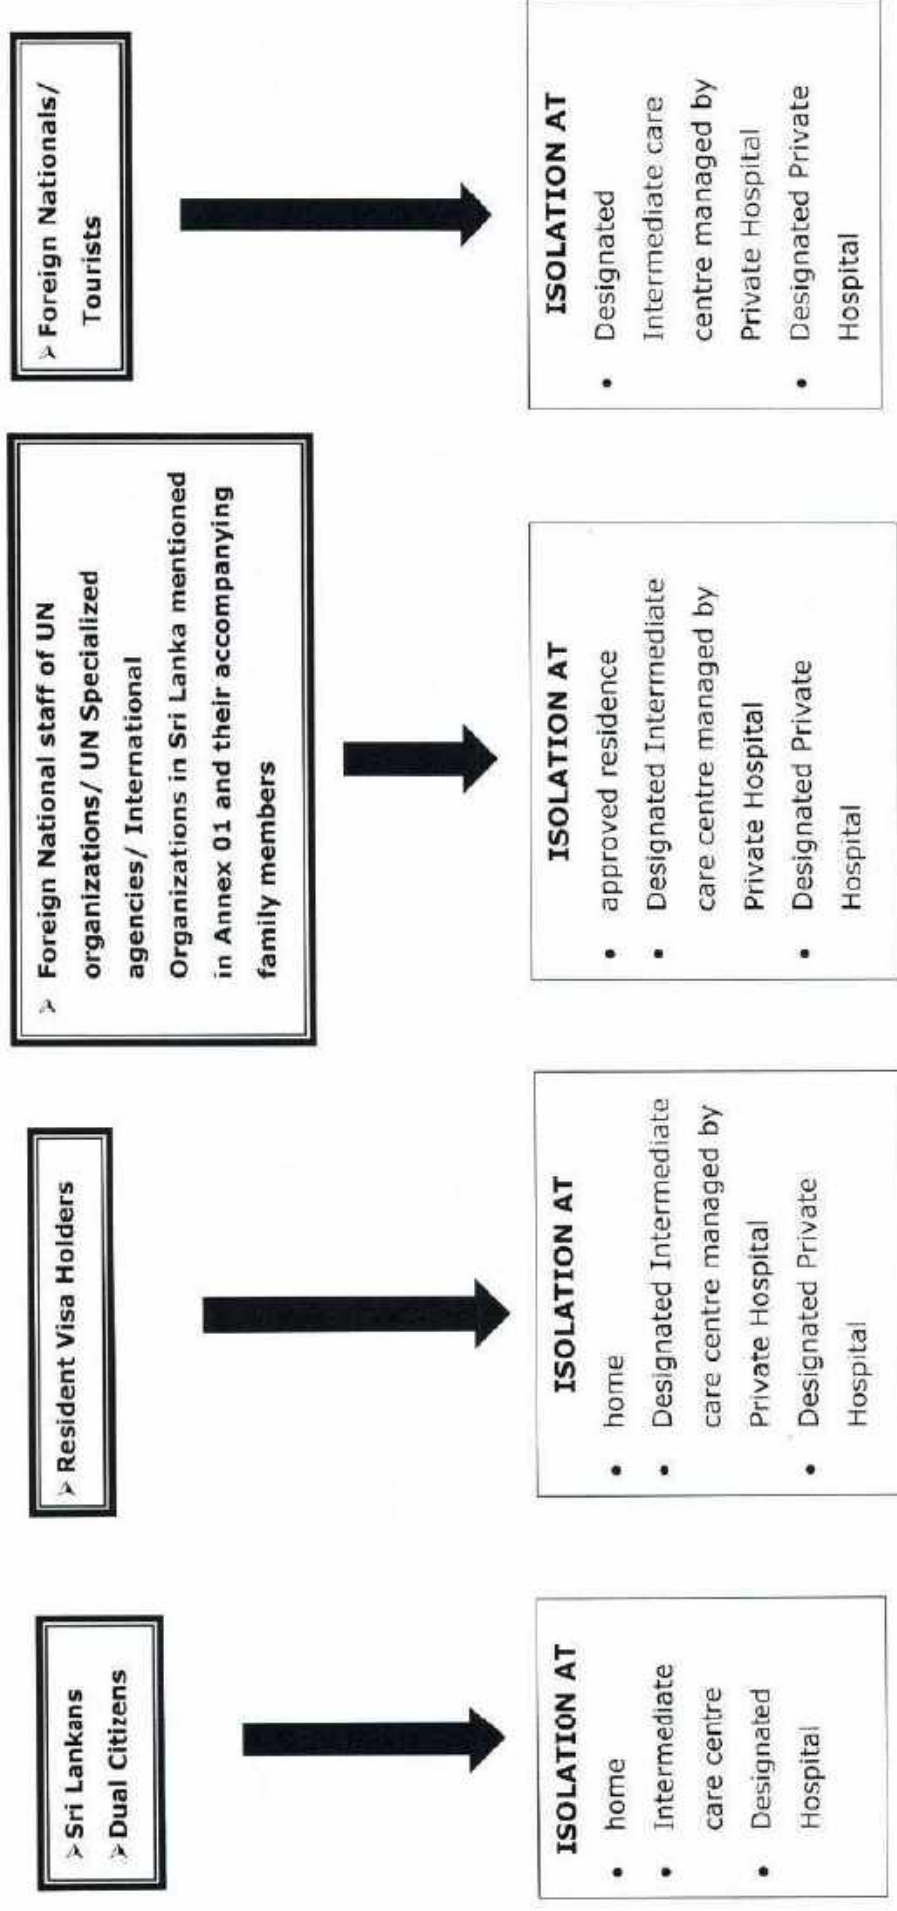 ➢ Sri Lankans
➢ Dual Citizens
ISOLATION AT
• home
• Intermediate
care centre
• Designated
Hospital
➢ Resident Visa Holders
ISOLATION AT
• home
• Designated Intermediate
care centre managed by
Private Hospital
• Designated Private
Hospital
➢ Foreign National staff of UN
organizations/ UN Specialized
agencies/ International
Organizations in Sri Lanka mentioned
in Annex 01 and their accompanying
family members
ISOLATION AT
• approved residence
• Designated Intermediate
care centre managed by
Private Hospital
• Designated Private
Hospital
➢ Foreign Nationals/
Tourists
ISOLATION AT
• Designated
Intermediate care
centre managed by
Private Hospital
• Designated Private
Hospital